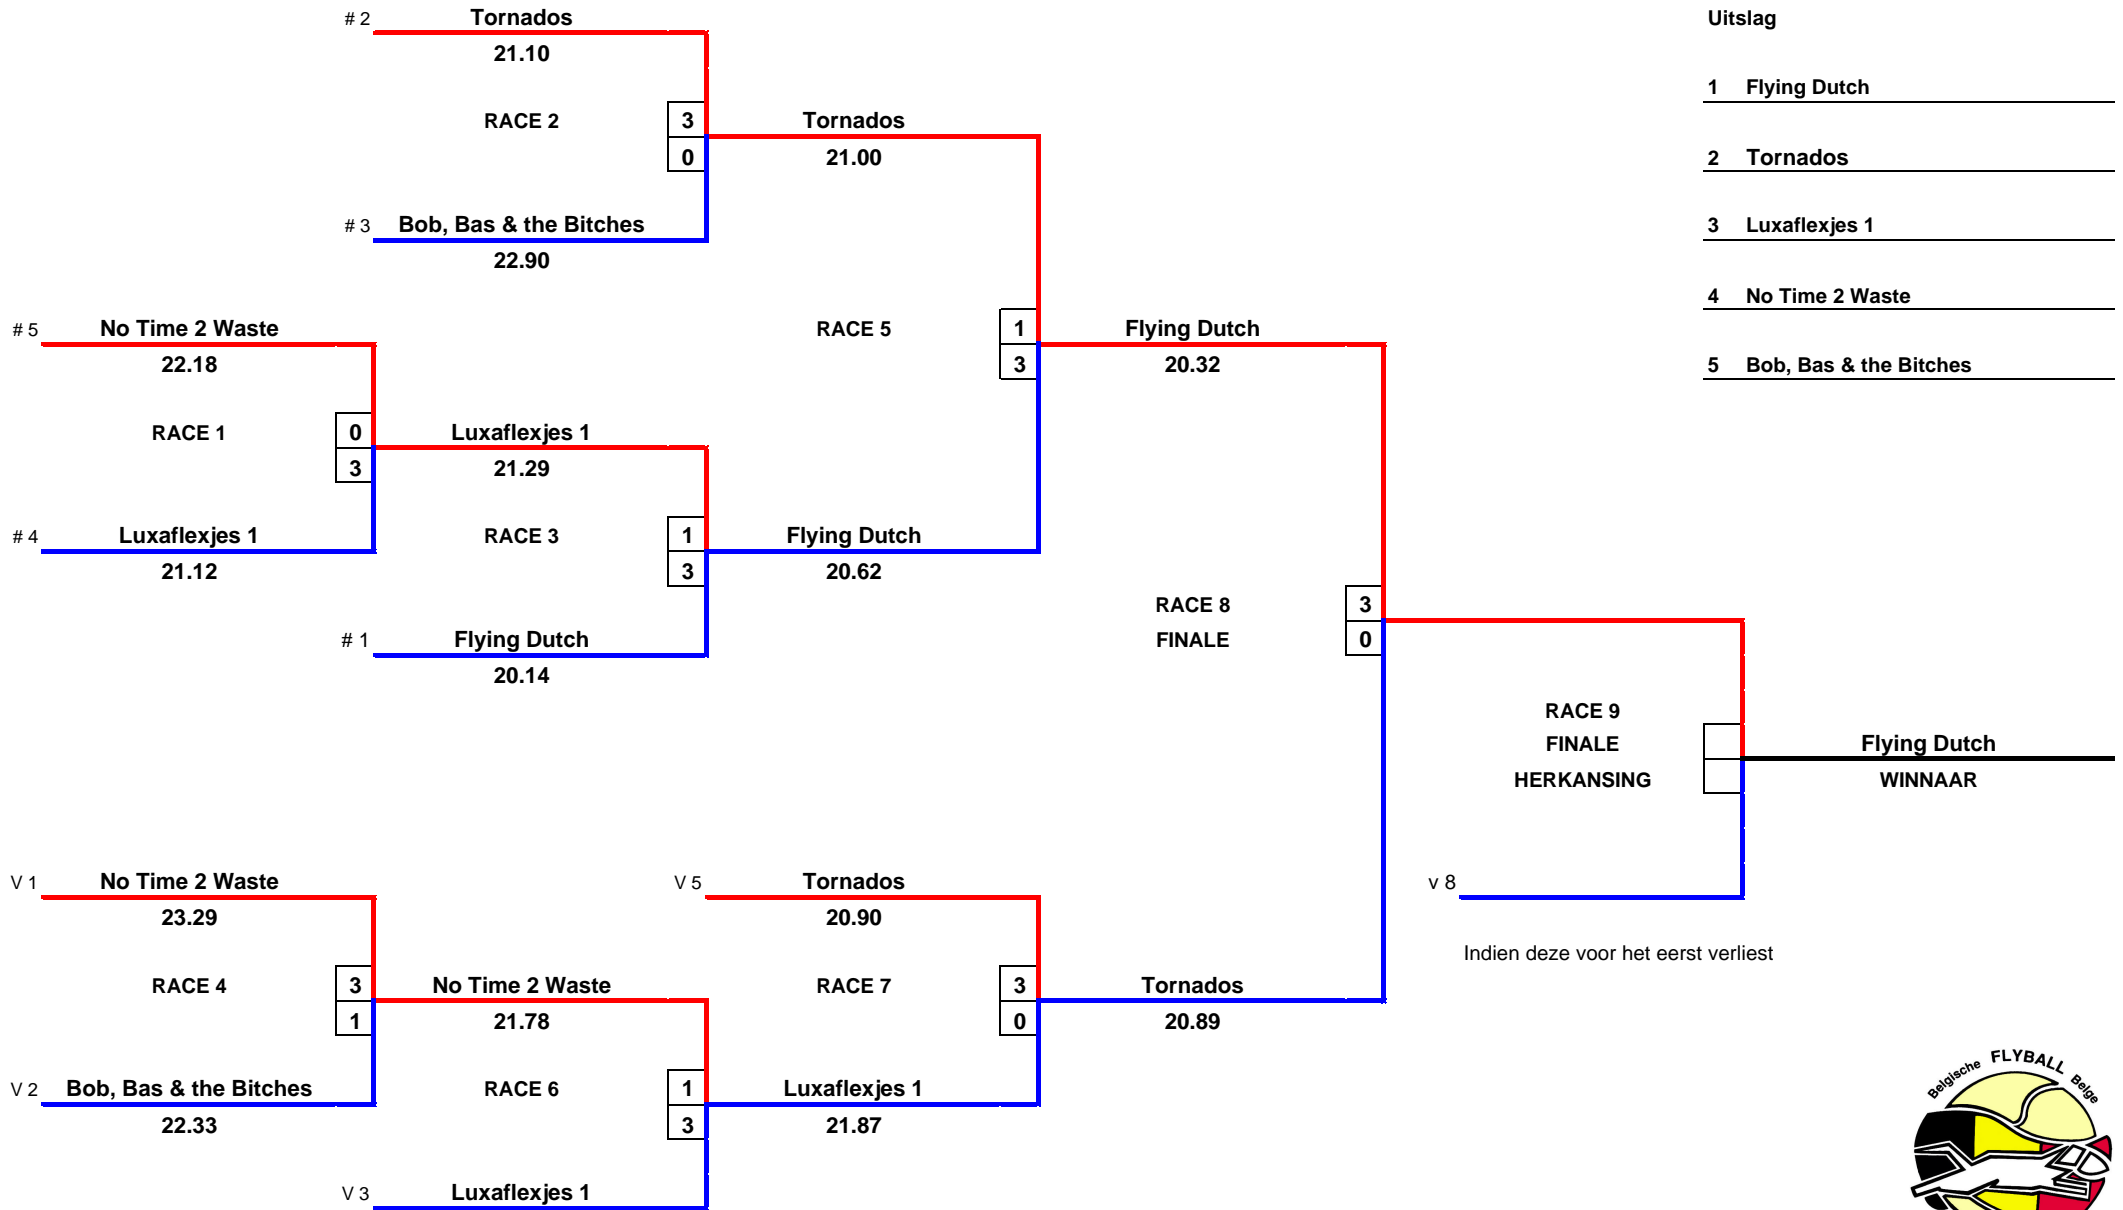 # 2 Tornados
21.10
RACE 2
3
0
# 3 Bob, Bas & the Bitches
22.90
Tornados
21.00
# 5 No Time 2 Waste
22.18
RACE 1
0
3
# 4 Luxaflexjes 1
21.12
Luxaflexjes 1
21.29
RACE 3
1
3
# 1 Flying Dutch
20.14
Flying Dutch
20.62
RACE 5
1
3
Flying Dutch
20.32
RACE 8
FINALE
3
0
RACE 9
FINALE
HERKANSING
Flying Dutch
WINNAAR
v 8
Indien deze voor het eerst verliest
V 1 No Time 2 Waste
23.29
RACE 4
3
1
V 2 Bob, Bas & the Bitches
22.33
No Time 2 Waste
21.78
RACE 6
1
3
V 3 Luxaflexjes 1
V 5 Tornados
20.90
RACE 7
3
0
Luxaflexjes 1
21.87
Tornados
20.89
Uitslag
1 Flying Dutch
2 Tornados
3 Luxaflexjes 1
4 No Time 2 Waste
5 Bob, Bas & the Bitches
Belgische FLYBALL Belge